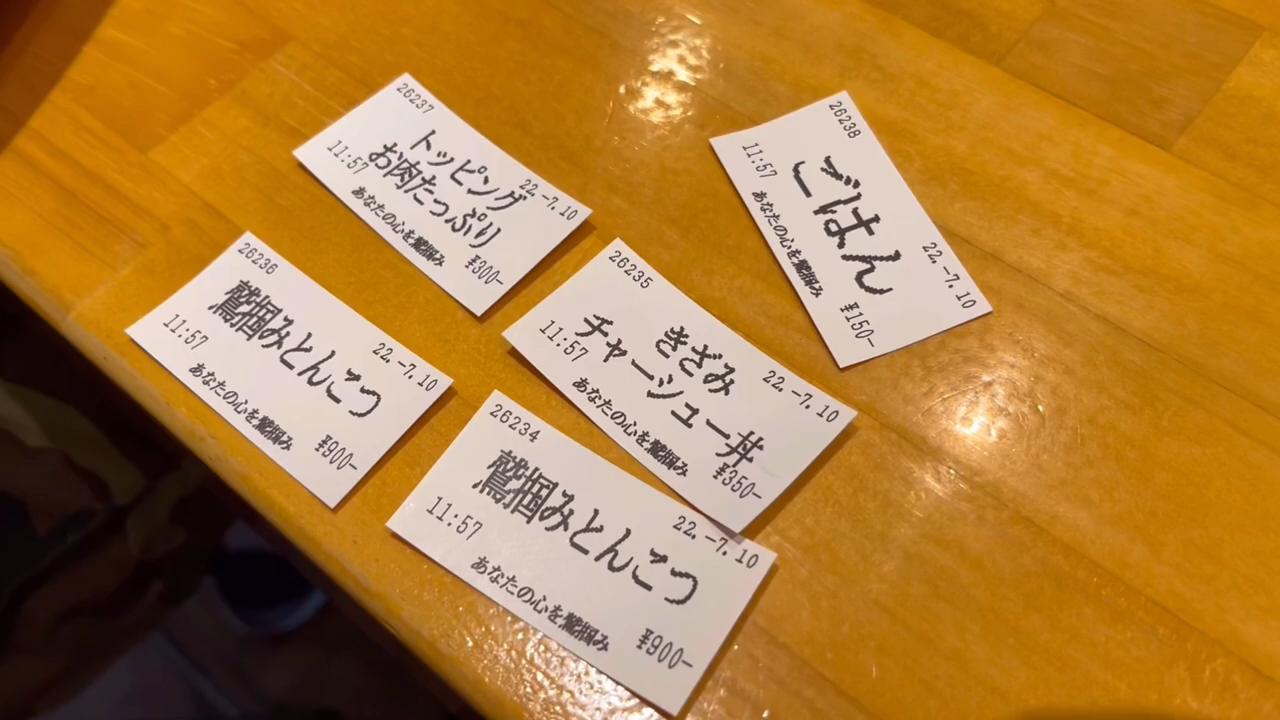 26237
トッピング
お肉たっぷり
11:57
22.-7.10
あなたの心を鷲掴み
¥300-
26238
ごはん
11:57
22.-7.10
あなたの心を鷲掴み
¥150-
26236
鷲掴みとんこつ
11:57
22.-7.10
あなたの心を鷲掴み
¥900-
26235
きざみ
チャーシュー丼
11:57
22.-7.10
あなたの心を鷲掴み
¥350-
26234
鷲掴みとんこつ
11:57
22.-7.10
あなたの心を鷲掴み
¥900-